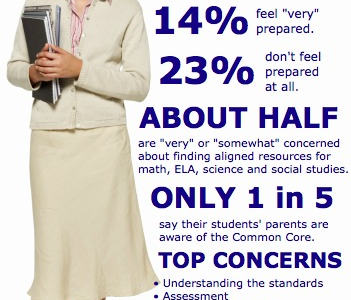 14% feel "very"
prepared.
23% don't feel
prepared
at all.
ABOUT HALF
are "very" or "somewhat" concerned
about finding aligned resources for
math, ELA, science and social studies.
ONLY 1 in 5
say their students' parents are
aware of the Common Core.
TOP CONCERNS
• Understanding the standards
• Assessment